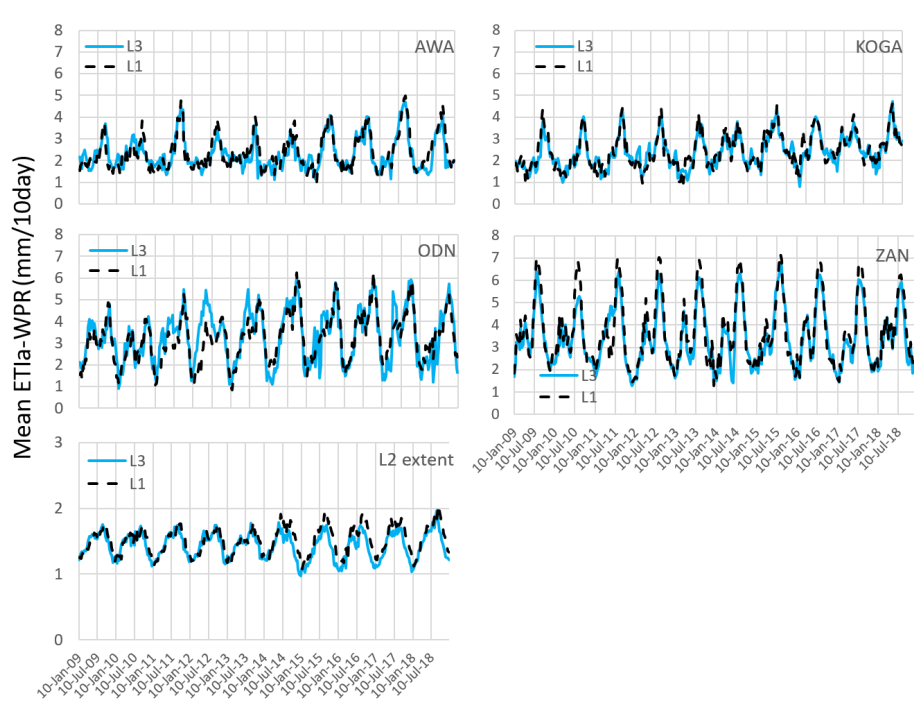 Mean ETIa-WPR (mm/10day)
8
7
6
5
4
3
2
1
0
L3
L1
AWA
8
7
6
5
4
3
2
1
0
L3
L1
KOGA
8
7
6
5
4
3
2
1
0
L3
L1
ODN
8
7
6
5
4
3
2
1
0
L3
L1
ZAN
10-Jan-09
10-Jul-09
10-Jan-10
10-Jul-10
10-Jan-11
10-Jul-11
10-Jan-12
10-Jul-12
10-Jan-13
10-Jul-13
10-Jan-14
10-Jul-14
10-Jan-15
10-Jul-15
10-Jan-16
10-Jul-16
10-Jan-17
10-Jul-17
10-Jan-18
10-Jul-18
3
2
1
0
L3
L1
L2 extent
10-Jan-09
10-Jul-09
10-Jan-10
10-Jul-10
10-Jan-11
10-Jul-11
10-Jan-12
10-Jul-12
10-Jan-13
10-Jul-13
10-Jan-14
10-Jul-14
10-Jan-15
10-Jul-15
10-Jan-16
10-Jul-16
10-Jan-17
10-Jul-17
10-Jan-18
10-Jul-18